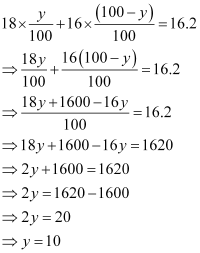 18 × y/100 + 16 × (100 − y)/100 = 16.2
⇒ 18y/100 + 16(100 − y)/100 = 16.2
⇒ (18y + 1600 − 16y)/100 = 16.2
⇒ 18y + 1600 − 16y = 1620
⇒ 2y + 1600 = 1620
⇒ 2y = 1620 − 1600
⇒ 2y = 20
⇒ y = 10